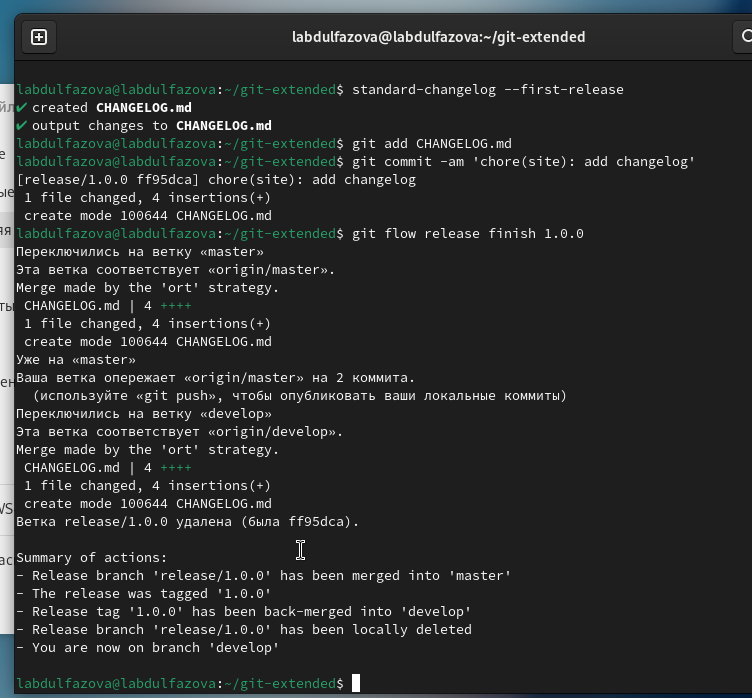 labdulfazova@labdulfazova:~/git-extended
labdulfazova@labdulfazova:~/git-extended$ standard-changelog --first-release
✔ created CHANGELOG.md
✔ output changes to CHANGELOG.md
labdulfazova@labdulfazova:~/git-extended$ git add CHANGELOG.md
labdulfazova@labdulfazova:~/git-extended$ git commit -am 'chore(site): add changelog'
[release/1.0.0 ff95dca] chore(site): add changelog
 1 file changed, 4 insertions(+)
 create mode 100644 CHANGELOG.md
labdulfazova@labdulfazova:~/git-extended$ git flow release finish 1.0.0
Переключились на ветку «master»
Эта ветка соответствует «origin/master».
Merge made by the 'ort' strategy.
 CHANGELOG.md | 4 ++++
 1 file changed, 4 insertions(+)
 create mode 100644 CHANGELOG.md
Уже на «master»
Ваша ветка опережает «origin/master» на 2 коммита.
  (используйте «git push», чтобы опубликовать ваши локальные коммиты)
Переключились на ветку «develop»
Эта ветка соответствует «origin/develop».
Merge made by the 'ort' strategy.
 CHANGELOG.md | 4 ++++
 1 file changed, 4 insertions(+)
 create mode 100644 CHANGELOG.md
Ветка release/1.0.0 удалена (была ff95dca).
Summary of actions:
- Release branch 'release/1.0.0' has been merged into 'master'
- The release was tagged '1.0.0'
- Release tag '1.0.0' has been back-merged into 'develop'
- Release branch 'release/1.0.0' has been locally deleted
- You are now on branch 'develop'
labdulfazova@labdulfazova:~/git-extended$